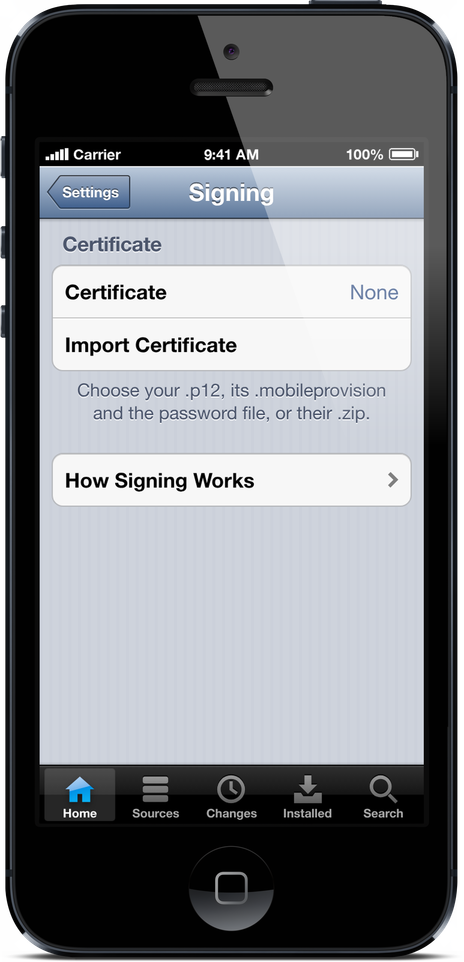 Carrier
9:41 AM
100%
Settings
Signing
Certificate
Certificate
None
Import Certificate
Choose your .p12, its .mobileprovision
and the password file, or their .zip.
How Signing Works
Home
Sources
Changes
Installed
Search